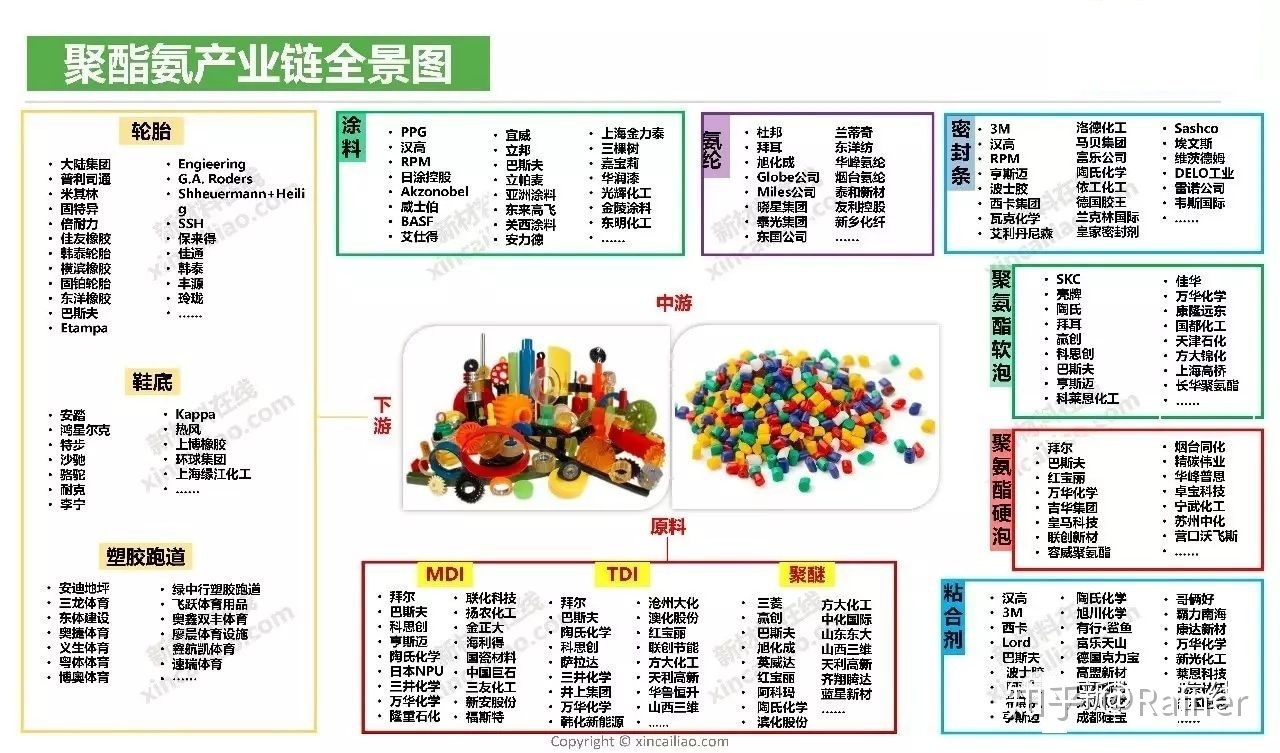 聚酯氨产业链全景图
轮胎
大陆集团
普利司通
米其林
固特异
倍耐力
住友橡胶
韩泰轮胎
横滨橡胶
固铂轮胎
东洋橡胶
巴斯夫
Etampa
Engieering
G.A. Roders
Shheuermann+Heili
g
SSH
保来得
佳通
韩泰
丰源
玲珑
......
鞋底
安踏
鸿星尔克
特步
沙驰
骆驼
耐克
李宁
Kappa
热风
上博橡胶
环球集团
上海缘江化工
......
塑胶跑道
安迪地坪
三龙体育
东体建设
奥捷体育
义生体育
粤体体育
博奥体育
绿中行塑胶跑道
飞跃体育用品
奥鑫双丰体育
廖晨体育设施
鑫航凯体育
速瑞体育
......
涂料
PPG
汉高
RPM
日涂控股
Akzonobel
威士伯
BASF
艾仕得
宜威
立邦
巴斯夫
立帕麦
亚洲涂料
东来高飞
关西涂料
安力德
上海金力泰
三棵树
嘉宝莉
华润漆
光辉化工
金陵涂料
东明化工
......
氨纶
杜邦
拜耳
旭化成
Globe公司
Miles公司
晓星集团
泰光集团
东国公司
兰蒂奇
东洋纺
华峰氨纶
烟台氨纶
泰和新材
友利控股
新乡化纤
......
密封条
3M
汉高
RPM
亨斯迈
波士胶
西卡集团
瓦克化学
艾利丹尼森
洛德化工
马贝集团
富乐公司
陶氏化学
依工化工
德国胶王
兰克林国际
皇家密封剂
Sashco
埃文斯
维茨德姆
DELO工业
雷诺公司
韦斯国际
......
聚氨酯软泡
SKC
壳牌
陶氏
拜耳
赢创
科思创
巴斯夫
亨斯迈
科莱恩化工
佳华
万华化学
康隆远东
国都化工
天津石化
方大锦化
上海高桥
长华聚氨酯
......
中游
下游
原料
聚氨酯硬泡
拜尔
巴斯夫
红宝丽
万华化学
吉华集团
皇马科技
联创新材
容威聚氨酯
烟台同化
精碳伟业
华峰普恩
卓宝科技
宁武化工
苏州中化
营口沃飞斯
......
MDI
拜尔
巴斯夫
科思创
亨斯迈
陶氏化学
日本NPU
三井化学
万华化学
隆重石化
联化科技
扬农化工
金正大
海利得
国瓷材料
中国巨石
三友化工
新安股份
福斯特
TDI
拜尔
巴斯夫
陶氏化学
科思创
萨拉达
三井化学
井上集团
万华化学
韩化新能源
沧州大化
澳化股份
红宝丽
联创节能
方大化工
天利高新
华鲁恒升
山西三维
......
聚醚
三菱
赢创
巴斯夫
旭化成
英威达
红宝丽
阿科玛
陶氏化学
滨化股份
方大化工
中化国际
山东东大
山西三维
天利高新
齐翔腾达
蓝星新材
......
粘合剂
汉高
3M
西卡
Lord
巴斯夫
波士胶
亨斯迈
陶氏化学
旭川化学
有行·鲨鱼
富乐天山
德国克力宝
高盟新材
成都硅宝
哥俩好
霸力南海
康达新材
万华化学
新光化工
莱恩科技
......
知乎 @Rainer
新材料在线
xincailiao.com
Copyright © xincailiao.com